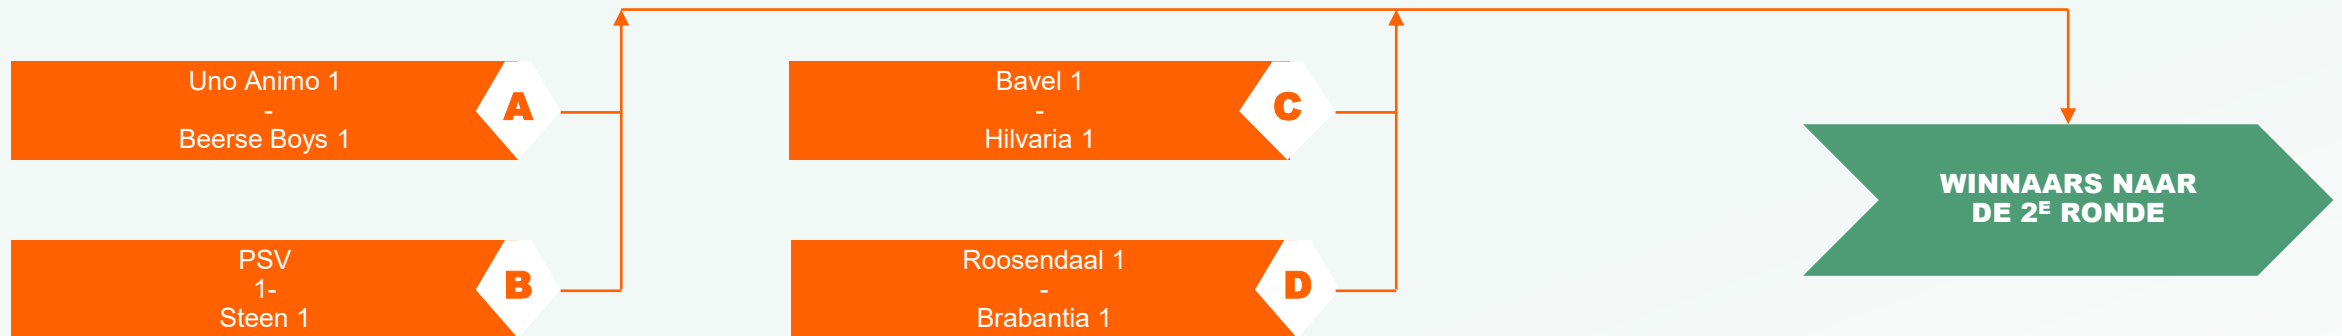 Uno Animo 1
-
Beerse Boys 1
A
Bavel 1
-
Hilvaria 1
C
PSV
1-
Steen 1
B
Roosendaal 1
-
Brabantia 1
D
WINNAARS NAAR
DE 2E RONDE